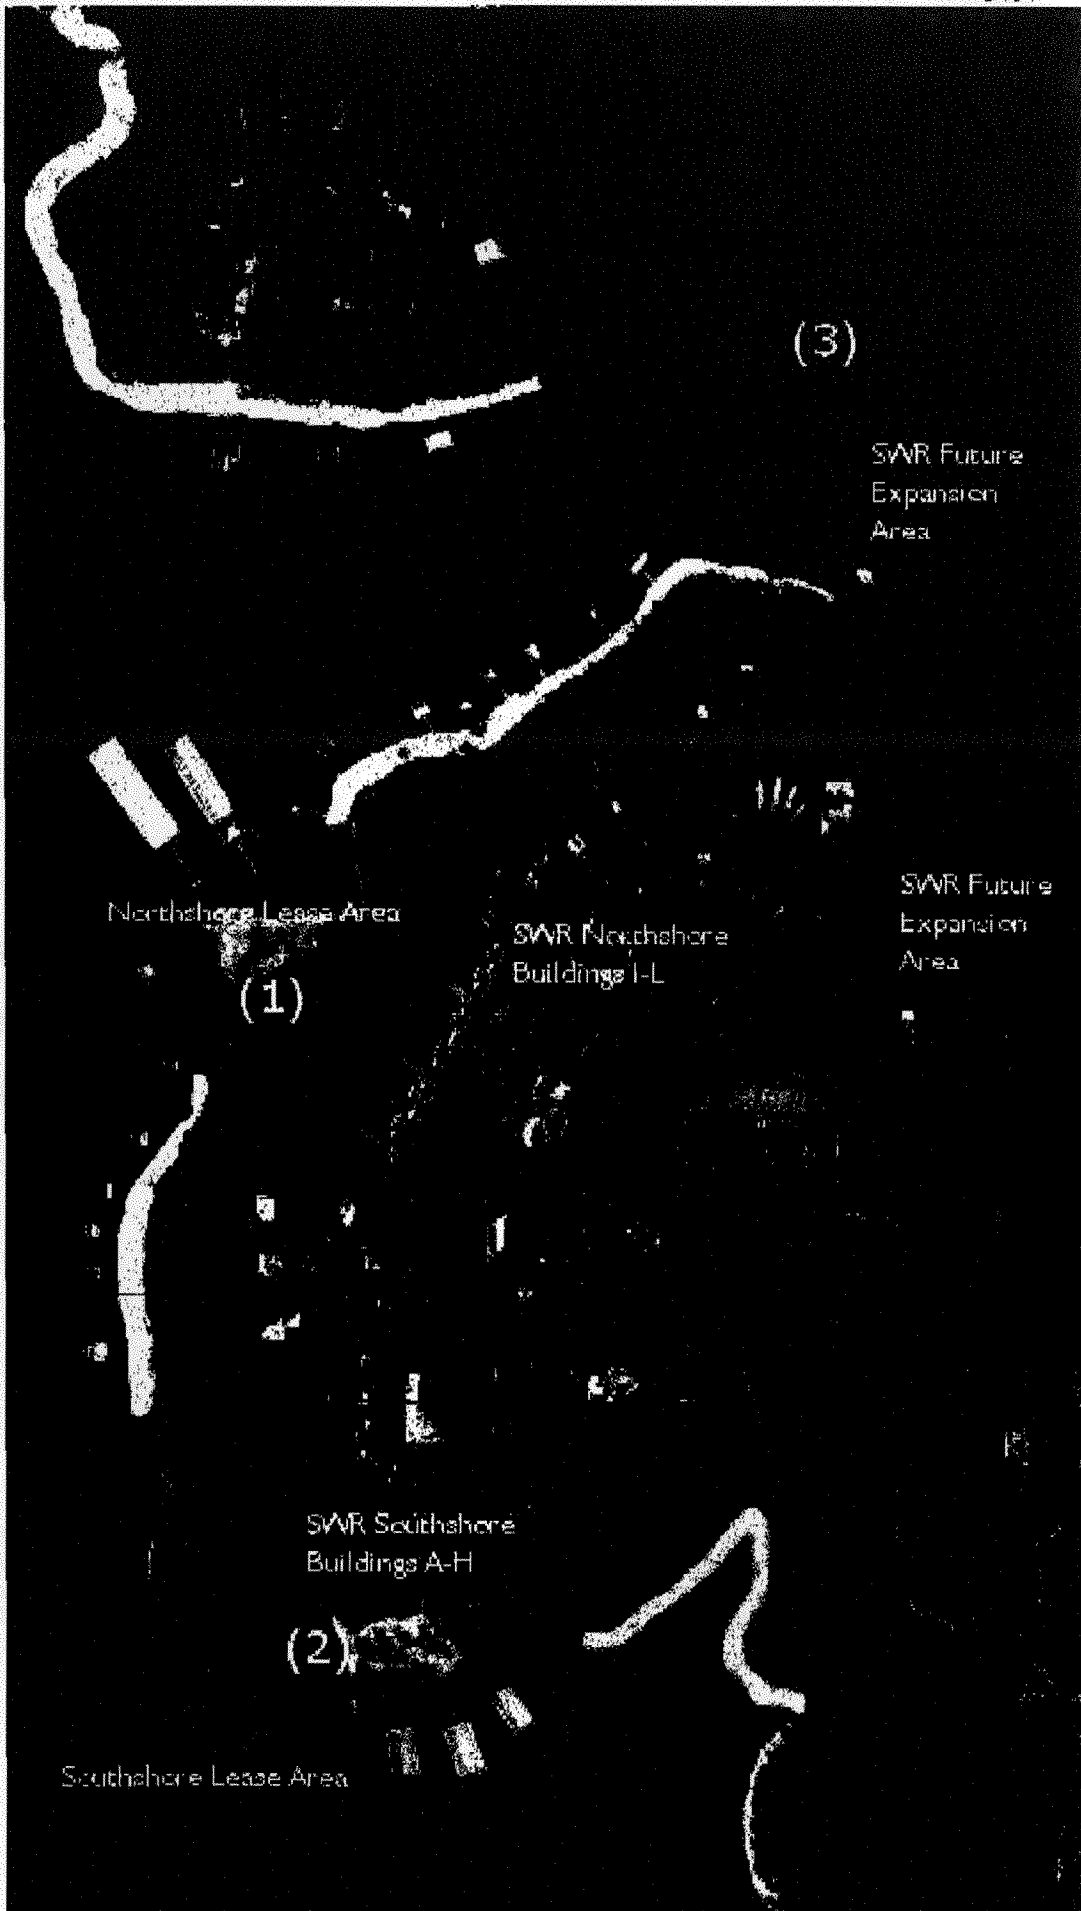 (3)
SWR Future
Expansion
Area
Northshore Lease Area
(1)
SWR Northshore
Buildings I-L
SWR Future
Expansion
Area
SWR Southshore
Buildings A-H
(2)
Southshore Lease Area